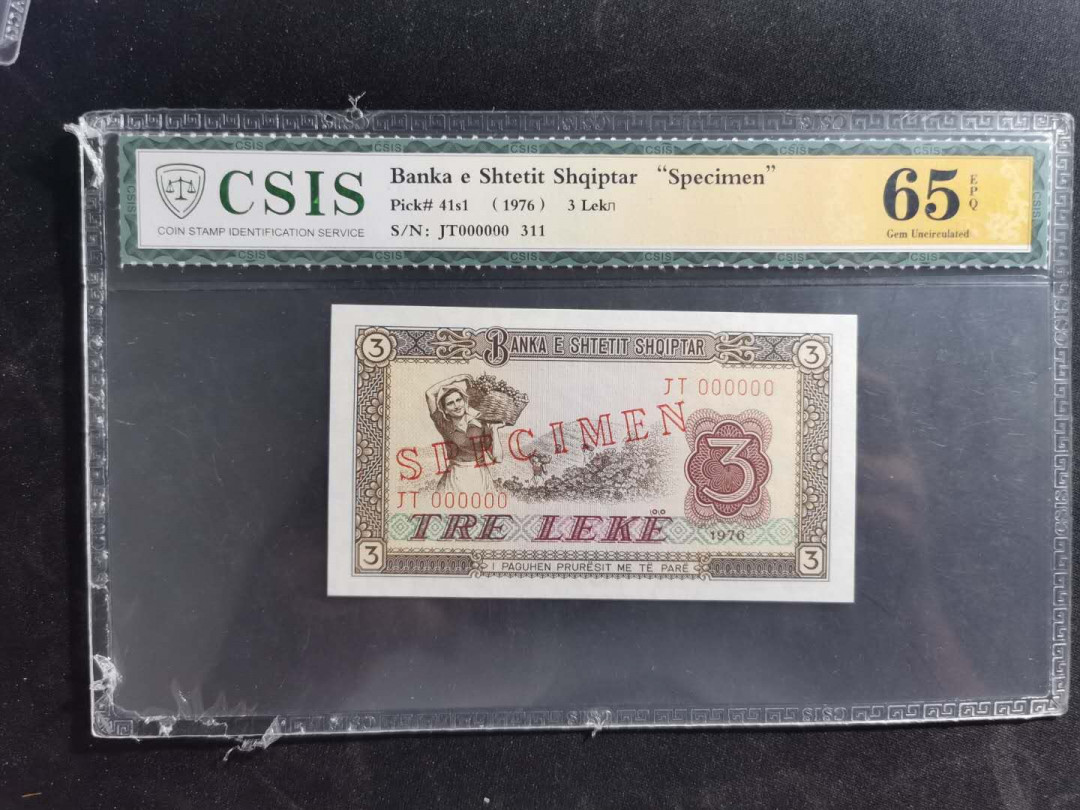 CSIS
COIN STAMP IDENTIFICATION SERVICE
Banka e Shtetit Shqiptar “Specimen”
Pick# 41s1 (1976) 3 Lekл
S/N: JT000000 311
65
EPQ
Gem Uncirculated
3
BANKA E SHTETIT SHQIPTAR
3
JT 000000
SPECIMEN
3
JT 000000
TRE LEKË
1976
3
I PAGUHEN PRURËSIT ME TË PARË
3